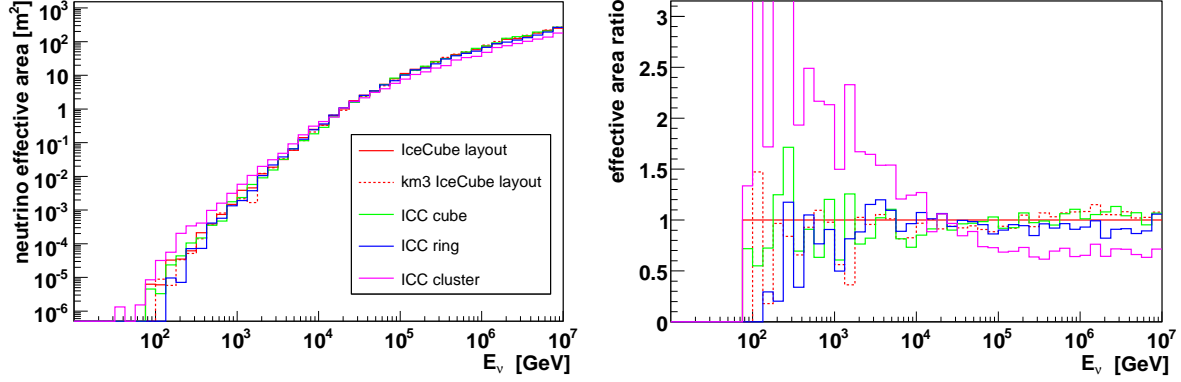 neutrino effective area [m²]
10³
10²
10
1
10⁻¹
10⁻²
10⁻³
10⁻⁴
10⁻⁵
10⁻⁶
IceCube layout
km3 IceCube layout
ICC cube
ICC ring
ICC cluster
10² 10³ 10⁴ 10⁵ 10⁶ 10⁷
Eν [GeV]
effective area ratio
3
2.5
2
1.5
1
0.5
0
10² 10³ 10⁴ 10⁵ 10⁶ 10⁷
Eν [GeV]